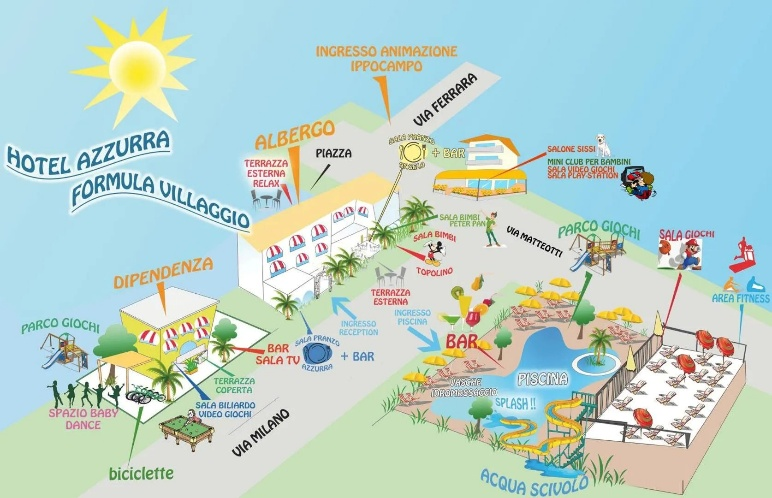 HOTEL AZZURRA
FORMULA VILLAGGIO
INGRESSO ANIMAZIONE
IPPOCAMPO
VIA FERRARA
ALBERGO
TERRAZZA
ESTERNA
RELAX
PIAZZA
SALA PRANZO
+ BAR
SALONE SISSI
MINI CLUB PER BAMBINI
SALA VIDEO GIOCHI
SALA PLAY-STATION
SALA BIMBI
PETER PAN
SALA BIMBI
TOPOLINO
VIA MATTEOTTI
PARCO GIOCHI
SALA GIOCHI
AREA FITNESS
DIPENDENZA
PARCO GIOCHI
TERRAZZA
ESTERNA
INGRESSO
RECEPTION
INGRESSO
PISCINA
BAR
SALA PRANZO
AZZURRA
+ BAR
BAR
SALA TV
TERRAZZA
COPERTA
SALA BILIARDO
VIDEO GIOCHI
SPAZIO BABY
DANCE
biciclette
VIA MILANO
VASCHE
IDROMASSAGGIO
PISCINA
SPLASH !!
ACQUA SCIVOLO